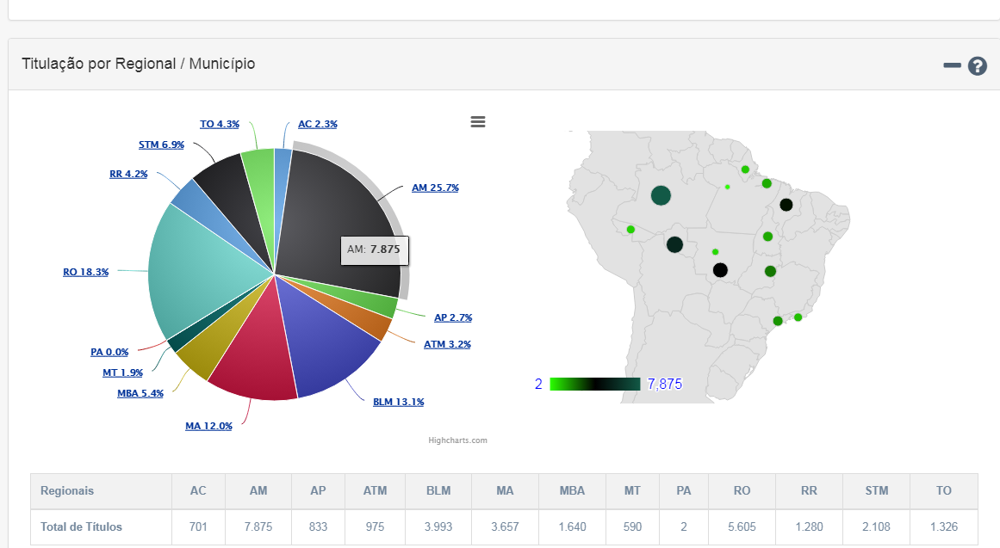 Titulação por Regional / Município
TO 4.3%
AC 2.3%
STM 6.9%
RR 4.2%
AM 25.7%
AM: 7.875
RO 18.3%
AP 2.7%
PA 0.0%
ATM 3.2%
MT 1.9%
MBA 5.4%
BLM 13.1%
MA 12.0%
Highcharts.com
2 7,875
Regionais AC AM AP ATM BLM MA MBA MT PA RO RR STM TO
Total de Títulos 701 7.875 833 975 3.993 3.657 1.640 590 2 5.605 1.280 2.108 1.326